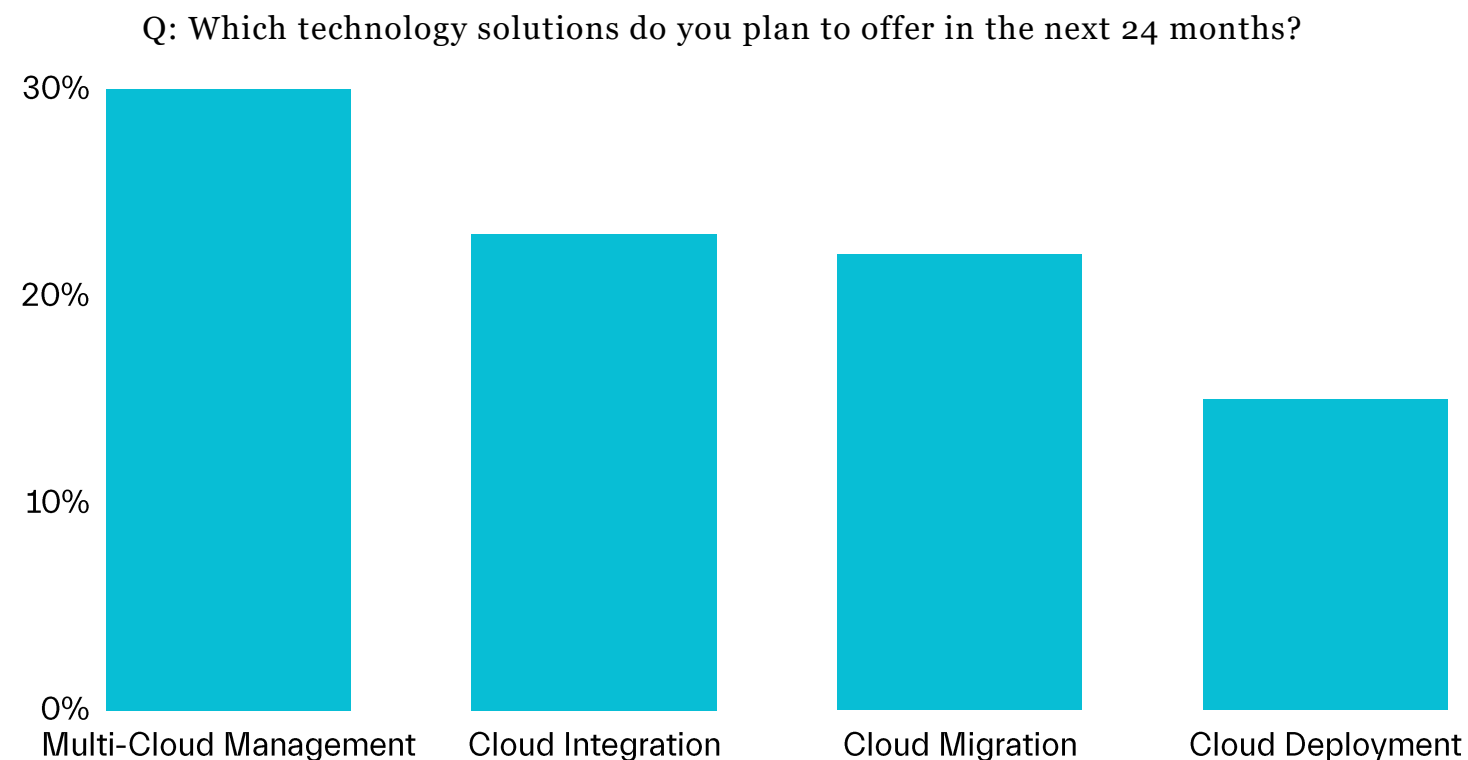 Q: Which technology solutions do you plan to offer in the next 24 months?
30%
20%
10%
0%
Multi-Cloud Management Cloud Integration Cloud Migration Cloud Deployment